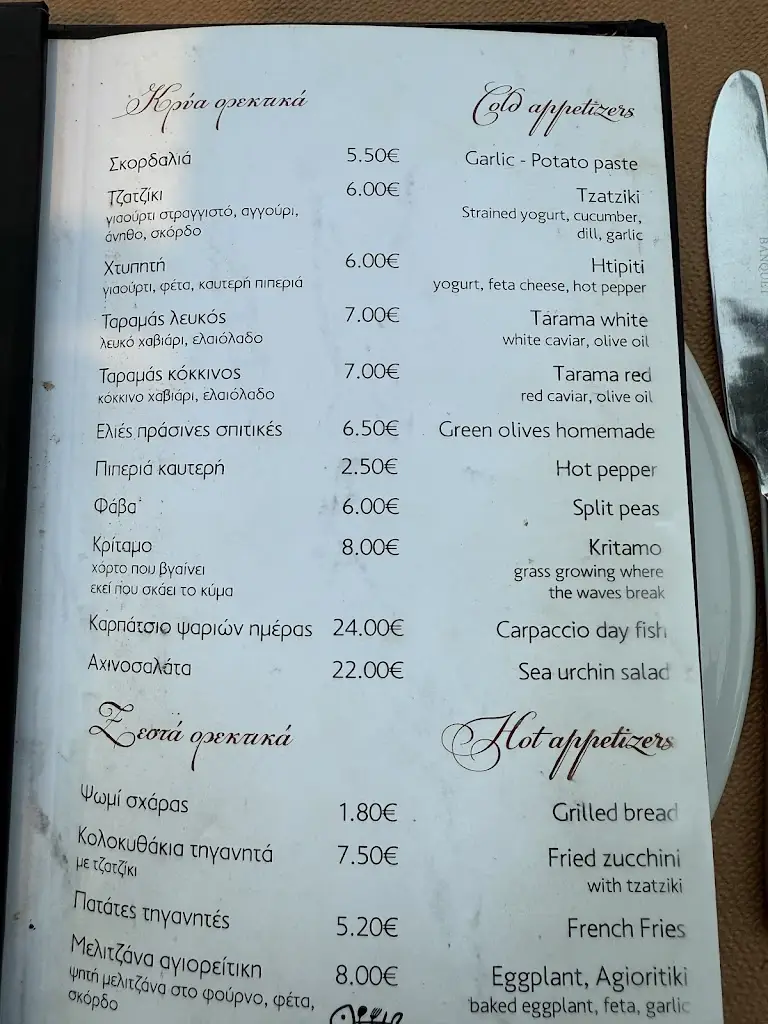 Κρύα ορεκτικά Cold appetizers
Σκορδαλιά 5.50€ Garlic - Potato paste
Τζατζίκι 6.00€ Tzatziki
γιαούρτι στραγγιστό, αγγούρι, Strained yogurt, cucumber,
άνηθο, σκόρδο dill, garlic
Χτυπητή 6.00€ Htipiti
γιαούρτι, φέτα, καυτερή πιπεριά yogurt, feta cheese, hot pepper
Ταραμάς λευκός 7.00€ Tarama white
λευκό χαβιάρι, ελαιόλαδο white caviar, olive oil
Ταραμάς κόκκινος 7.00€ Tarama red
κόκκινο χαβιάρι, ελαιόλαδο red caviar, olive oil
Ελιές πράσινες σπιτικές 6.50€ Green olives homemade
Πιπεριά καυτερή 2.50€ Hot pepper
Φάβα 6.00€ Split peas
Κρίταμο 8.00€ Kritamo
χόρτο που βγαίνει grass growing where
εκεί που σκάει το κύμα the waves break
Καρπάτσιο ψαριών ημέρας 24.00€ Carpaccio day fish
Αχινοσαλάτα 22.00€ Sea urchin salad
Ζεστά ορεκτικά Hot appetizers
Ψωμί σχάρας 1.80€ Grilled bread
Κολοκυθάκια τηγανητά 7.50€ Fried zucchini
με τζατζίκι with tzatziki
Πατάτες τηγανητές 5.20€ French Fries
Μελιτζάνα αγιορείτικη 8.00€ Eggplant, Agioritiki
ψητή μελιτζάνα στο φούρνο, φέτα, baked eggplant, feta, garlic
σκόρδο
BANQUET